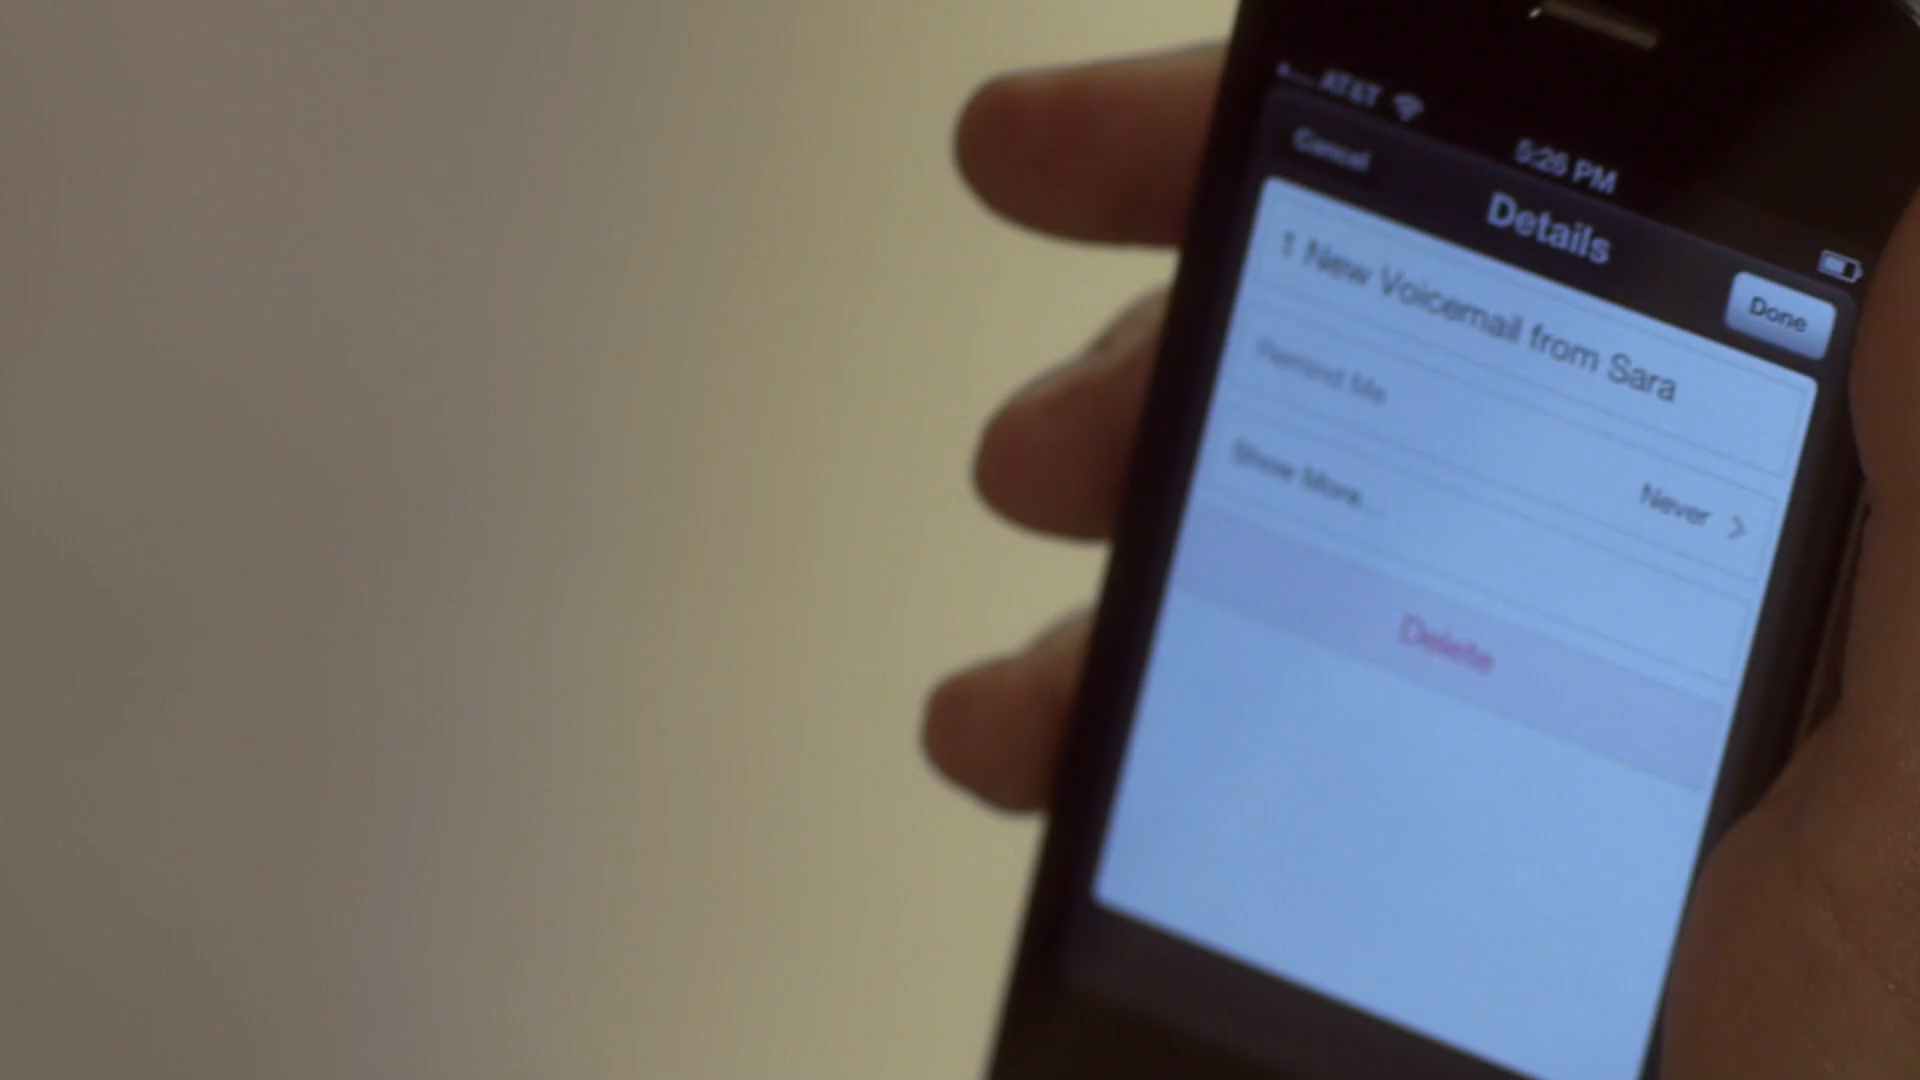 AT&T
5:26 PM
Cancel
Details
Done
1 New Voicemail from Sara
Remind Me
Never
Show More...
Delete